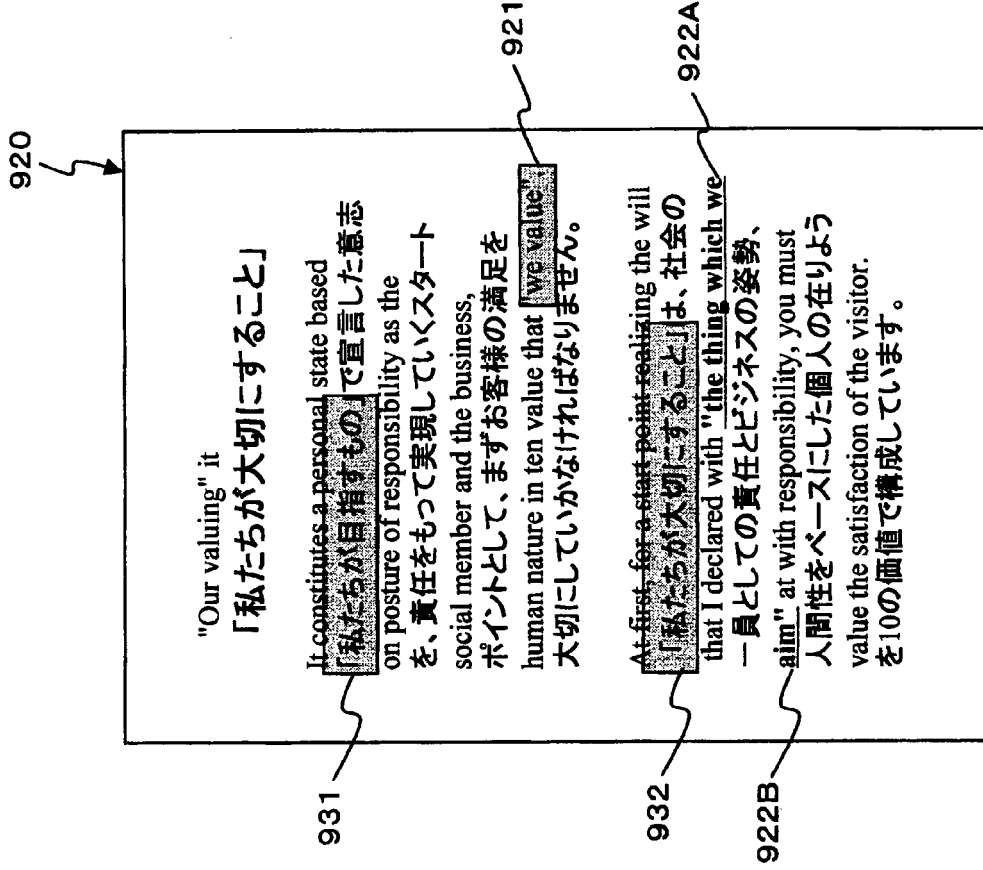 920
"Our valuing" it
「私たちが大切にすること」
It constitutes a personal state based
「私たちが目指すもの」で宣言した意志
on posture of responsibility as the
を、責任をもって実現していくスタート
social member and the business,
ポイントとして、まずお客様の満足を
human nature in ten value that "we value".
大切にしていかなければなりません。
At first, for a start point realizing the will
「私たちが大切にすること」は、社会の
that I declared with "the thing which we
一員としての責任とビジネスの姿勢、
aim" at with responsibility, you must
人間性をベースにした個人の在りよう
value the satisfaction of the visitor.
を10の価値で構成しています。
931
921
932
922A
922B